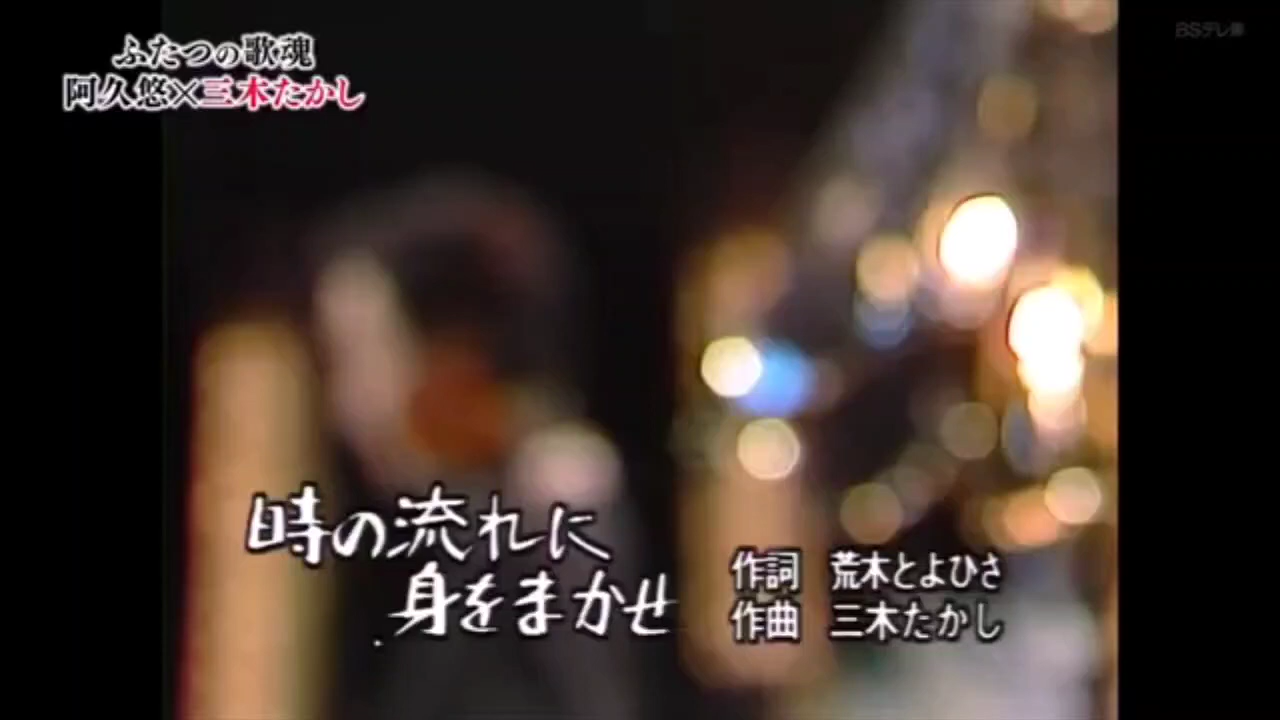 ふたつの歌魂
阿久悠×三木たかし
BSテレ東
時の流れに
身をまかせ
作詞 荒木とよひさ
作曲 三木たかし